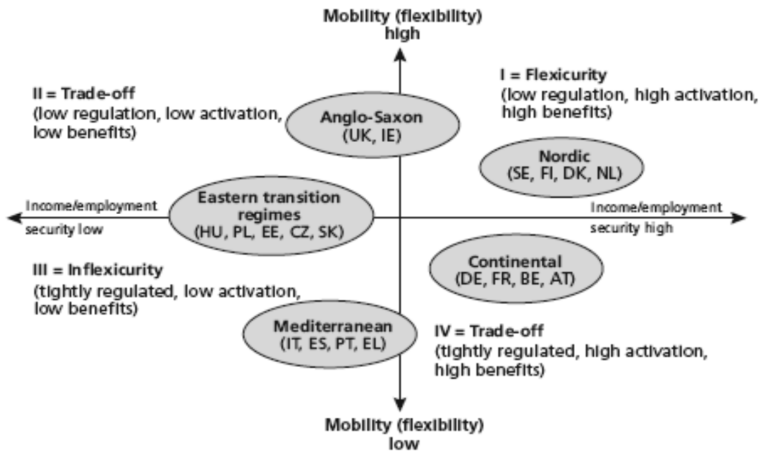 Mobility (flexibility)
high
II = Trade-off
(low regulation, low activation,
low benefits)
I = Flexicurity
(low regulation, high activation,
high benefits)
Anglo-Saxon
(UK, IE)
Nordic
(SE, FI, DK, NL)
Income/employment
security low
Eastern transition
regimes
(HU, PL, EE, CZ, SK)
Income/employment
security high
III = Inflexicurity
(tightly regulated, low activation,
low benefits)
Continental
(DE, FR, BE, AT)
Mediterranean
(IT, ES, PT, EL)
IV = Trade-off
(tightly regulated, high activation,
high benefits)
Mobility (flexibility)
low